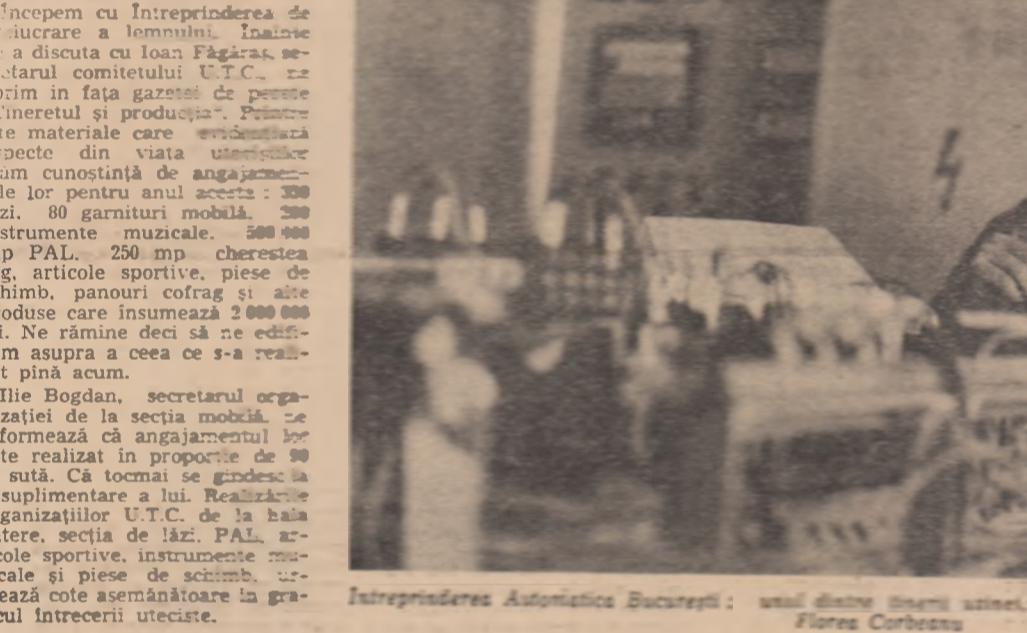 Începem cu Întreprinderea de
lucrare a lemnului. Înainte
a discuta cu Ioan Făgăraș, se-
etarul comitetului U.T.C., ne
prim in fața gazetei de perete
Tineretul și producția". Printre
te materiale care evidențiază
pecte din viața uteciștilor
ăm cunoștință de angajamen-
le lor pentru anul acesta :
zi. 80 garnituri mobilă.
strumente muzicale.
p PAL. 250 mp cherestea
g, articole sportive, piese de
himb, panouri cofrag și alte
oduse care însumează 2 000 000
i. Ne rămîne deci să ne edifi-
m asupra a ceea ce s-a reali-
t pînă acum.
Ilie Bogdan, secretarul orga-
zației de la secția mobilă, ne
formează că angajamentul lor
te realizat în proporție de 90
sută. Că tocmai se gîndesc la
suplimentare a lui. Realizările
ganizațiilor U.T.C. de la hala
tere, secția de lăzi. PAL, ar-
cole sportive, instrumente mu-
cale și piese de schimb, ur-
ează cote asemănătoare în gra-
cul întrecerii uteciste.
Intreprinderea Automatica București : unul dintre tinerii uzinei,
Florea Corbeanu